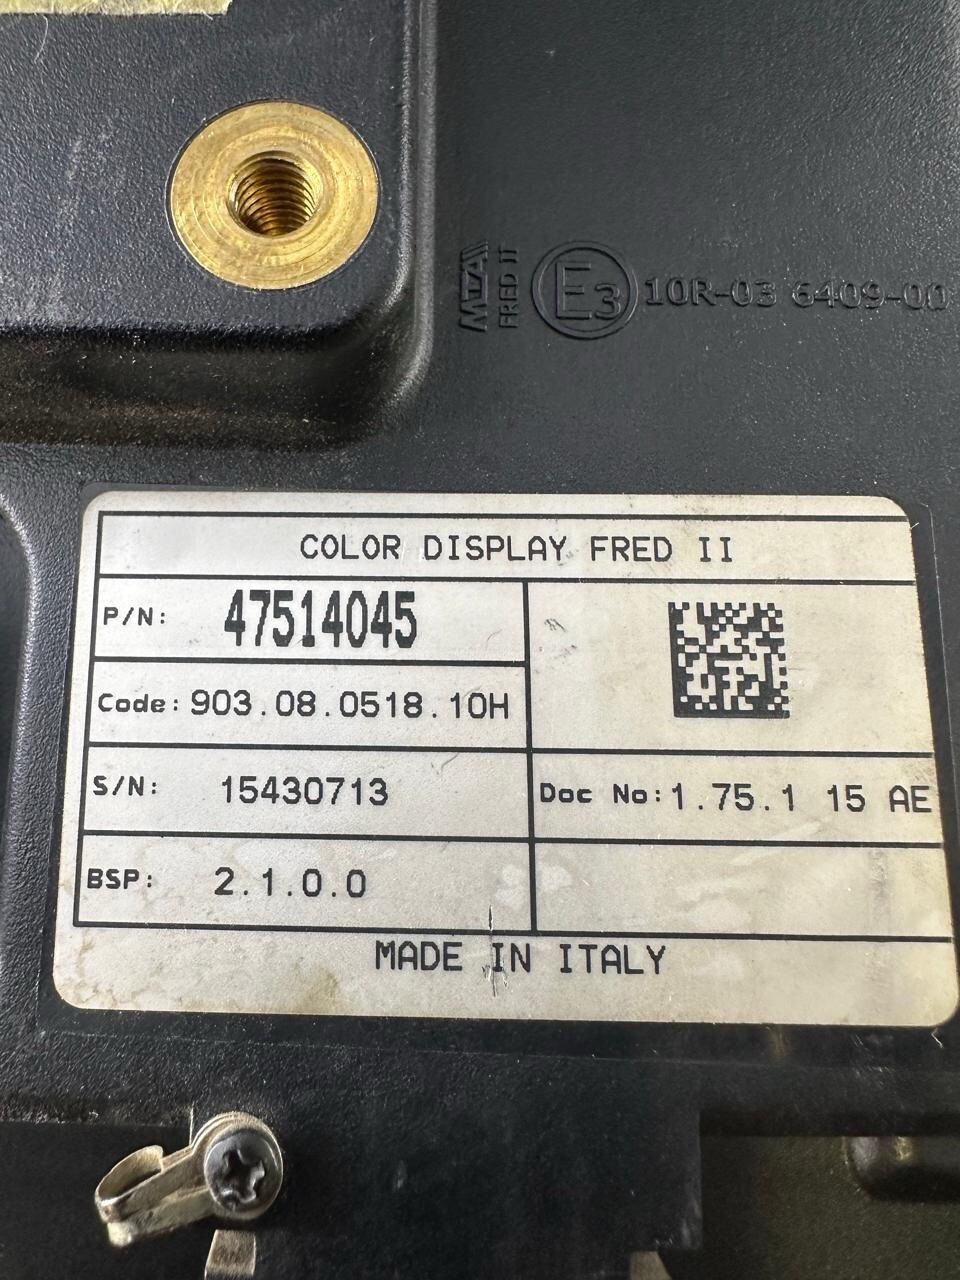 MTA
FRED II
E3 10R-03 6409-00
COLOR DISPLAY FRED II
P/N: 47514045
Code: 903.08.0518.10H
S/N: 15430713
Doc No: 1.75.1 15 AE
BSP: 2.1.0.0
MADE IN ITALY